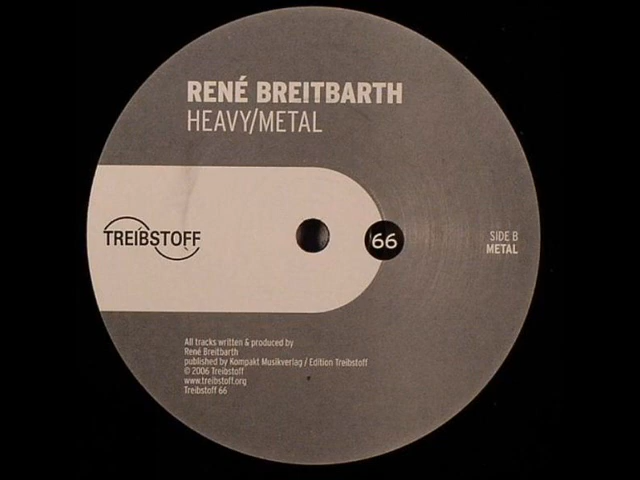 RENÉ BREITBARTH
HEAVY/METAL
TREIBSTOFF
66
SIDE B
METAL
All tracks written & produced by
René Breitbarth
published by Kompakt Musikverlag / Edition Treibstoff
© 2006 Treibstoff
www.treibstoff.org
Treibstoff 66